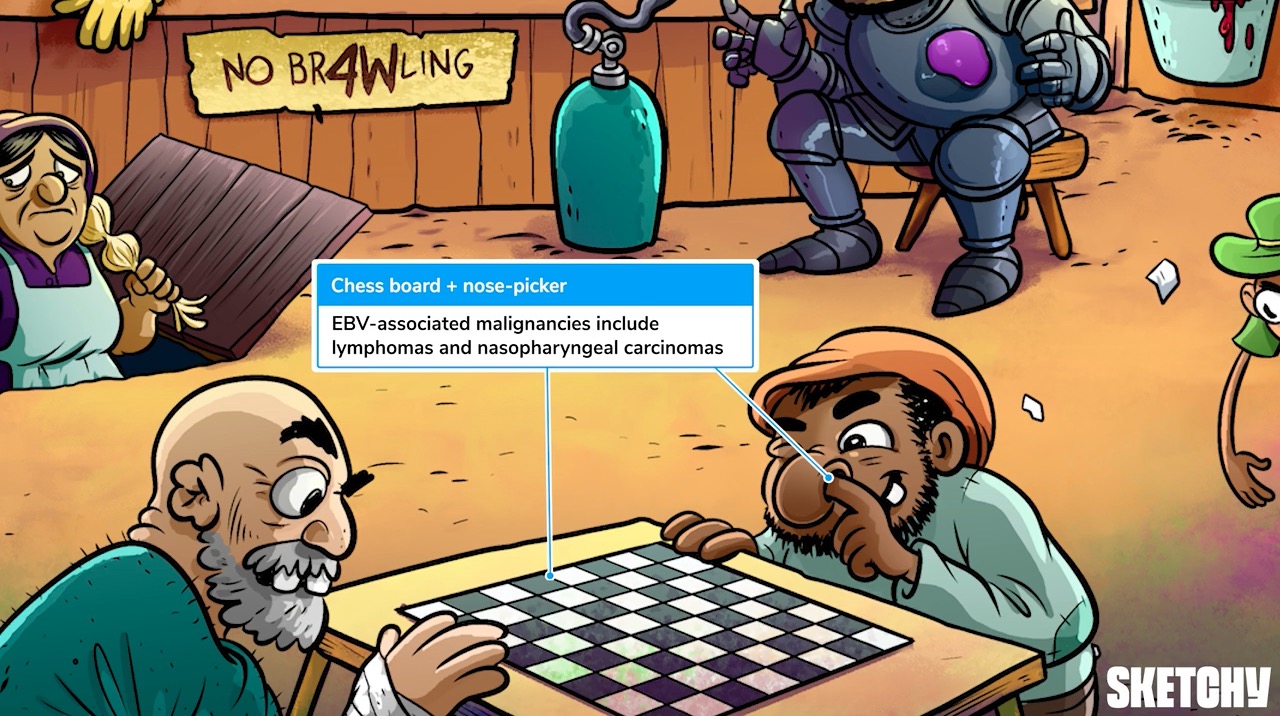 NO BR4WLING
Chess board + nose-picker
EBV-associated malignancies include
lymphomas and nasopharyngeal carcinomas
SKETCHY